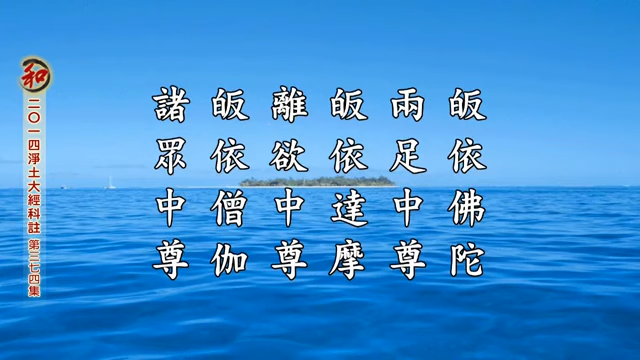 皈依佛陀
兩足中尊
皈依達摩
離欲中尊
皈依僧伽
諸眾中尊
和
二〇一四淨土大經科註 第三七四集